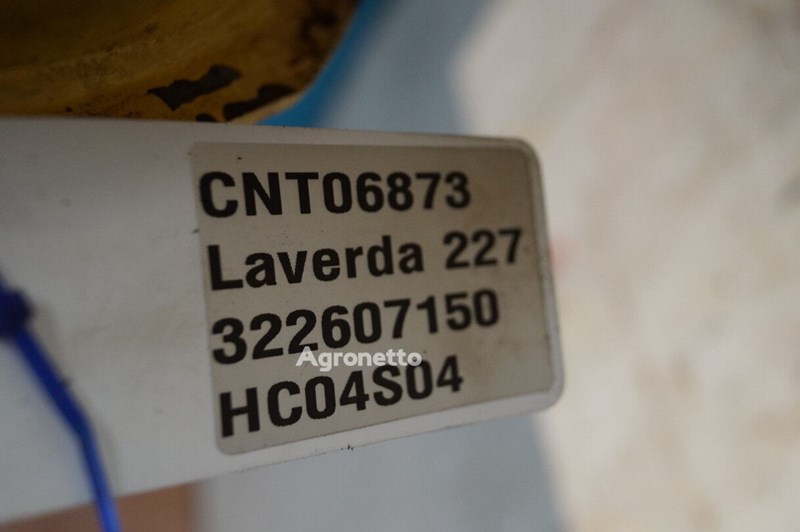 CNT06873
Laverda 227
322607150
Agronetto
HC04S04